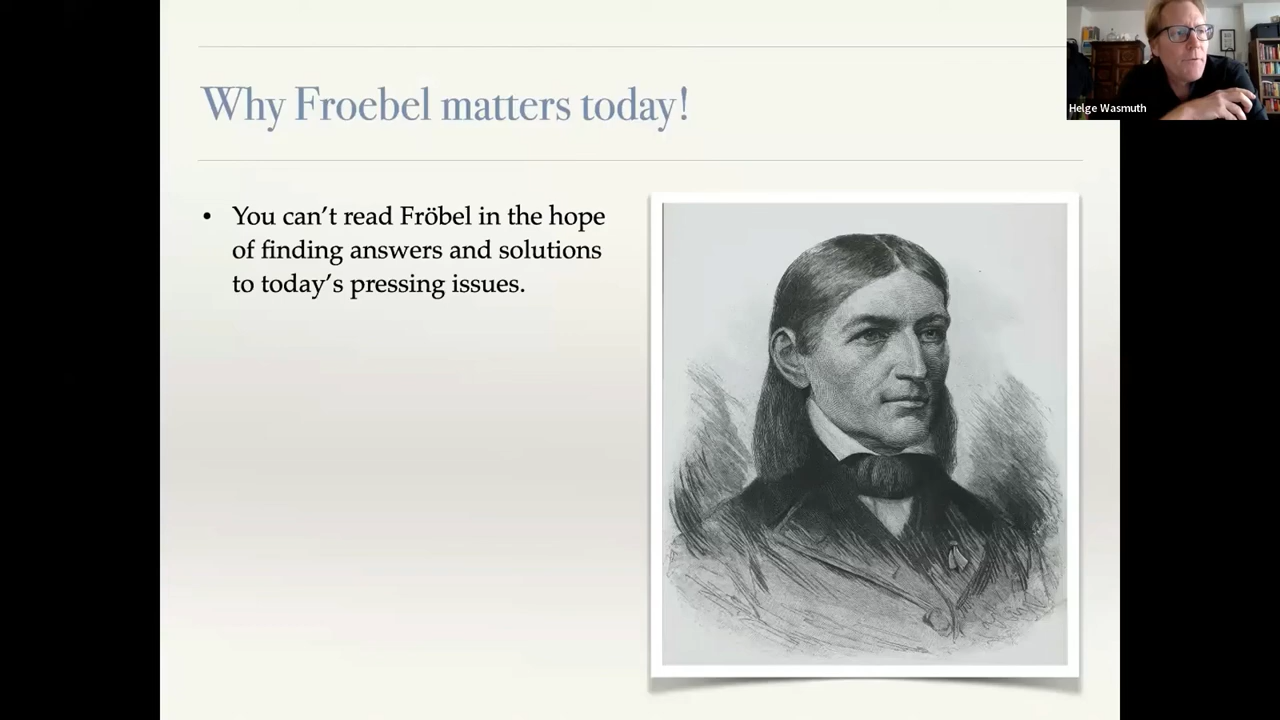 Helge Wasmuth
Why Froebel matters today!
• You can’t read Fröbel in the hope
of finding answers and solutions
to today’s pressing issues.